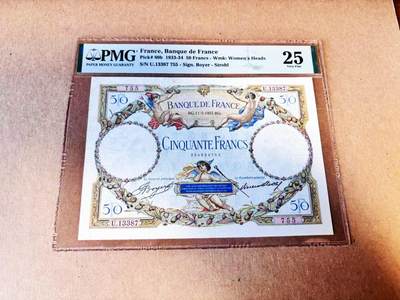 PMG
PAPER MONEY GUARANTY
France, Banque de France
Pick# 80b 1933-34 50 Francs - Wmk: Women's Heads
S/N U.13387 755 - Sign. Boyer - Strohl
25
Very Fine
50
755
U.13387
50
BANQUE DE FRANCE
CINQUANTE FRANCS
50
U.13387
755
50